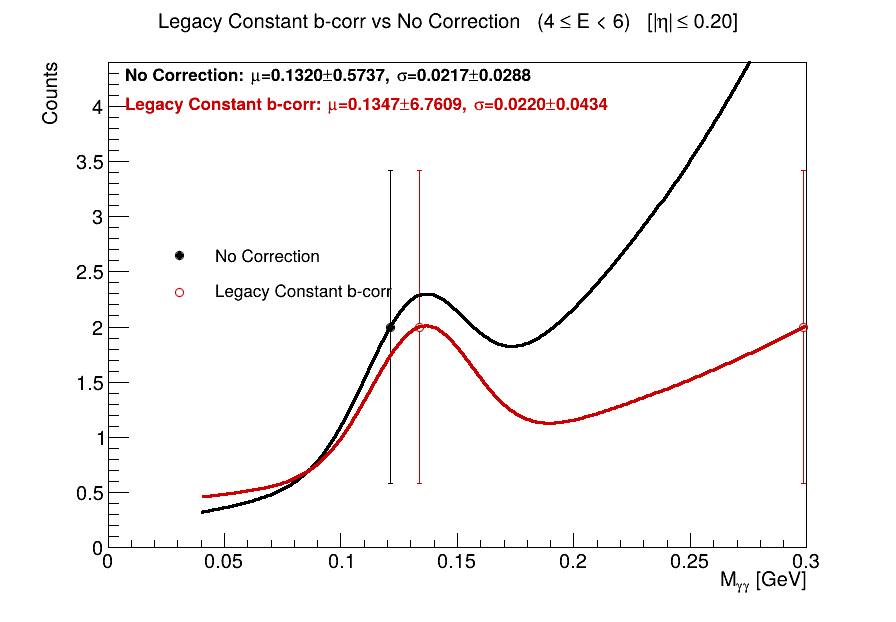 Legacy Constant b-corr vs No Correction (4 ≤ E < 6) [|η| ≤ 0.20]
Counts
No Correction: μ=0.1320±0.5737, σ=0.0217±0.0288
Legacy Constant b-corr: μ=0.1347±6.7609, σ=0.0220±0.0434
4
3.5
3
2.5
2
1.5
1
0.5
0
No Correction
Legacy Constant b-corr
0 0.05 0.1 0.15 0.2 0.25 0.3
M_γγ [GeV]